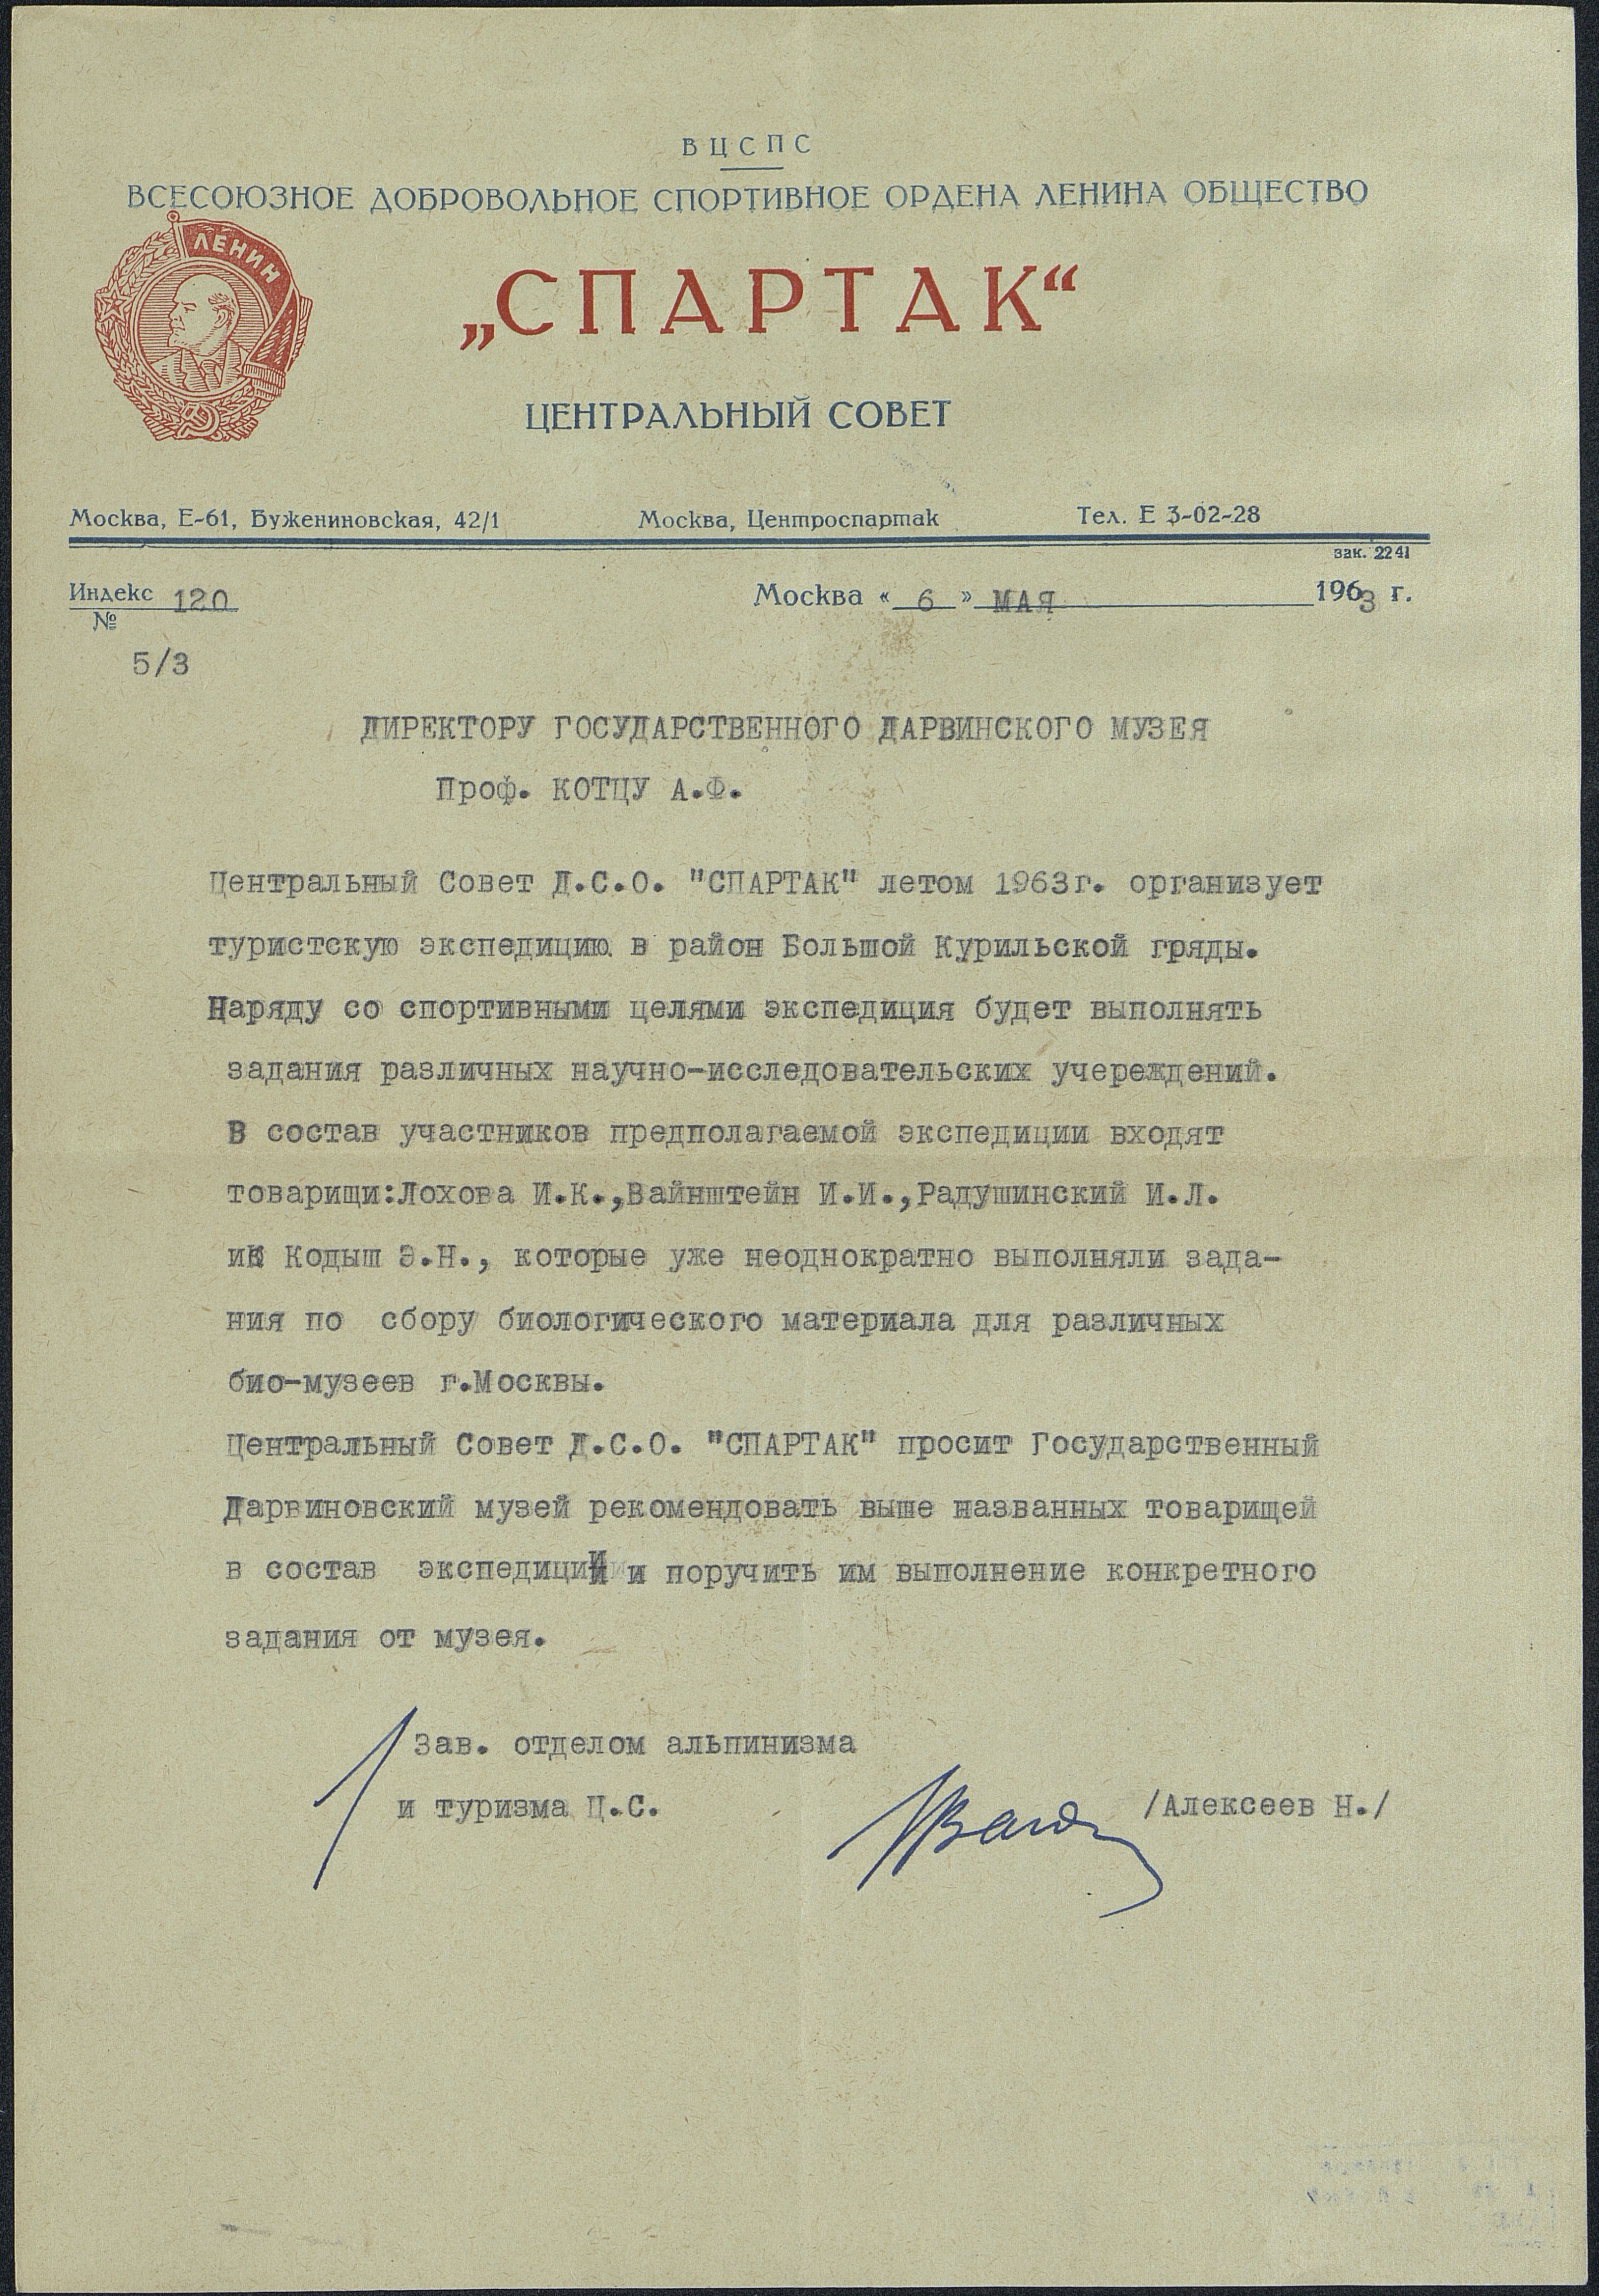 ВЦСПС
ВСЕСОЮЗНОЕ ДОБРОВОЛЬНОЕ СПОРТИВНОЕ ОРДЕНА ЛЕНИНА ОБЩЕСТВО
ЛЕНИН
„СПАРТАК“
ЦЕНТРАЛЬНЫЙ СОВЕТ
Москва, Е-61, Бужениновская, 42/1 Москва, Центроспартак Тел. Е 3-02-28
зак. 2241
Индекс 120 Москва « 6 » МАЯ 1963 г.
№
5/3
ДИРЕКТОРУ ГОСУДАРСТВЕННОГО ДАРВИНСКОГО МУЗЕЯ
Проф. КОТЦУ А.Ф.
Центральный Совет Д.С.О. "СПАРТАК" летом 1963г. организует
туристскую экспедицию в район Большой Курильской гряды.
Наряду со спортивными целями экспедиция будет выполнять
задания различных научно-исследовательских учереждений.
В состав участников предполагаемой экспедиции входят
товарищи:Лохова И.К.,Вайнштейн И.И.,Радушинский И.Л.
и Кодыш Э.Н., которые уже неоднократно выполняли зада-
ния по сбору биологического материала для различных
био-музеев г.Москвы.
Центральный Совет Д.С.О. "СПАРТАК" просит Государственный
Дарвиновский музей рекомендовать выше названных товарищей
в состав экспедиции и поручить им выполнение конкретного
задания от музея.
Зав. отделом альпинизма
и туризма Ц.С. /Алексеев Н./